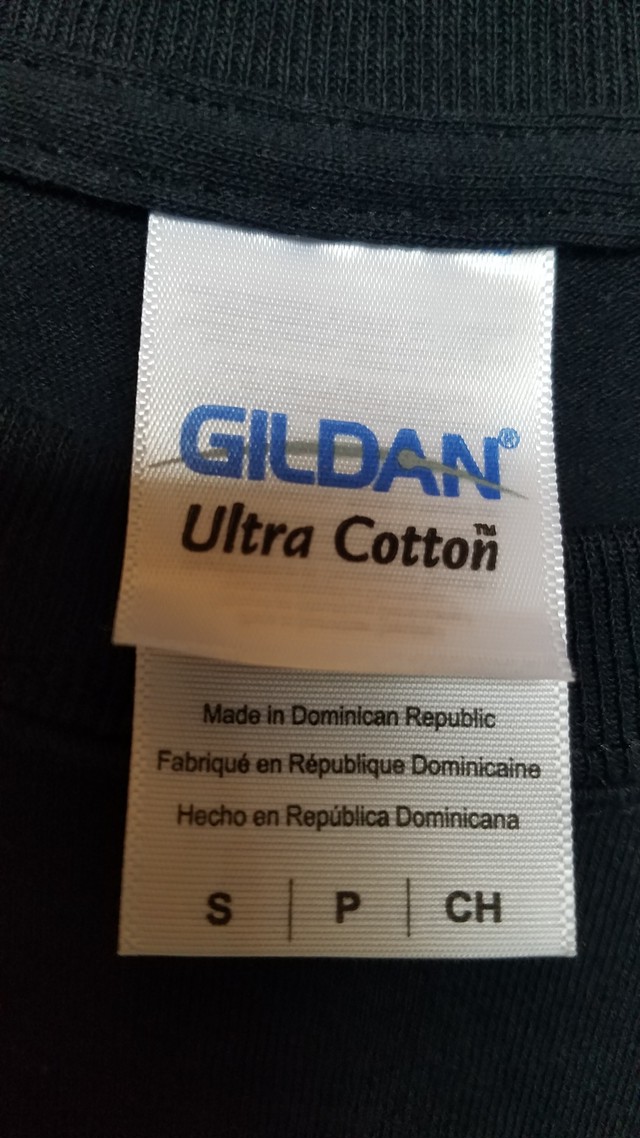 GILDAN®
Ultra Cotton™
Made in Dominican Republic
Fabriqué en République Dominicaine
Hecho en República Dominicana
S | P | CH